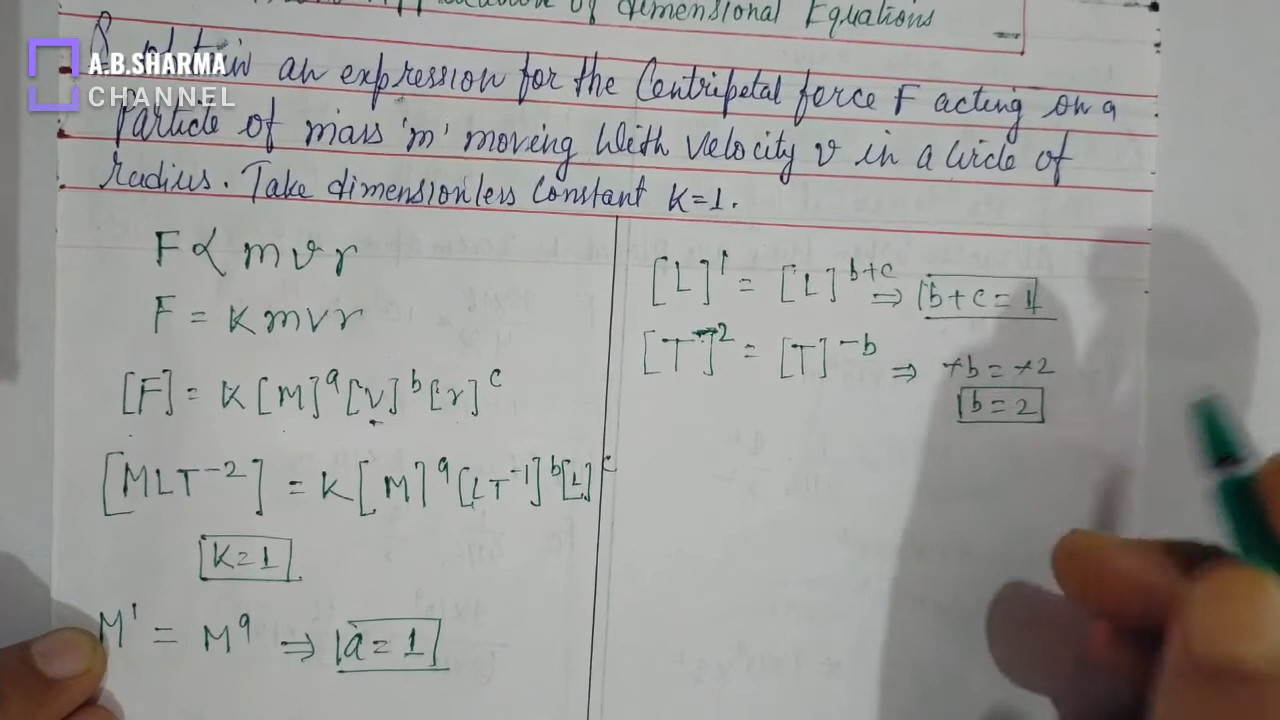 Application of dimensional Equations
A.B.SHARMA
CHANNEL
an expression for the Centripetal force F acting on a
Particle of mass 'm' moving With velocity v in a Circle of
radius. Take dimensionless Constant K=1.
F ∝ m v r
F = K m v r
[F] = K [M]^a [v]^b [r]^c
[MLT^-2] = K [M]^a [LT^-1]^b [L]^c
K=1
M^1 = M^a ⇒ a = 1
[L]^1 = [L]^b+c ⇒ b+c = 1
[T]^-2 = [T]^-b ⇒ -b = -2
b = 2